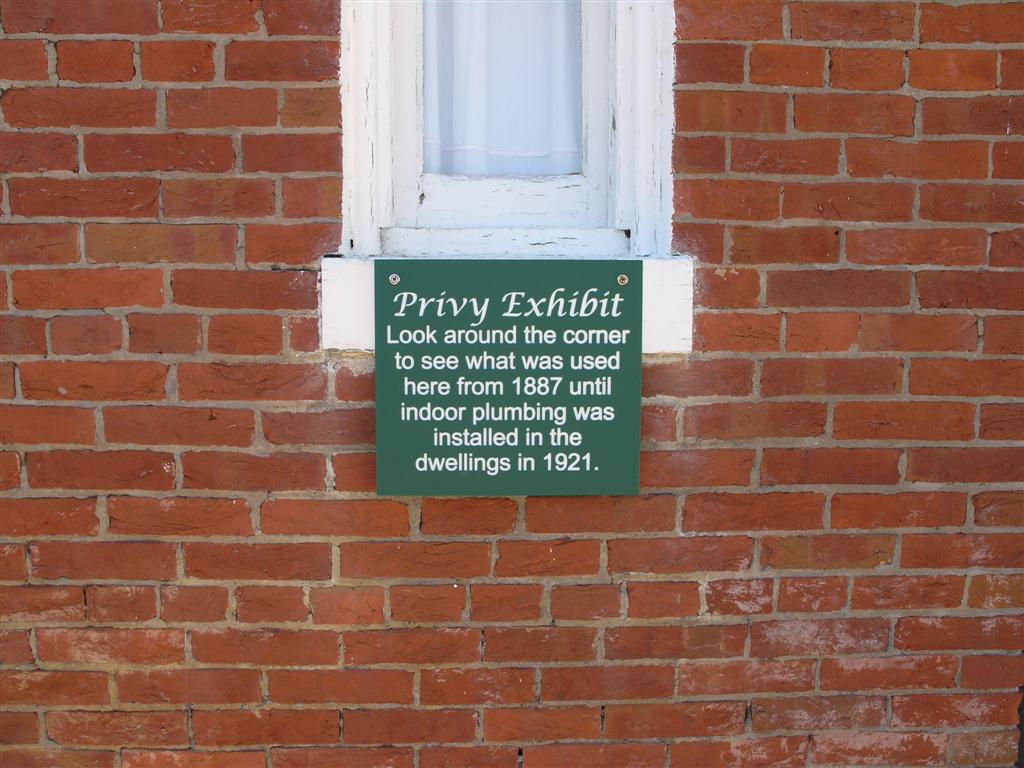 Privy Exhibit
Look around the corner
to see what was used
here from 1887 until
indoor plumbing was
installed in the
dwellings in 1921.